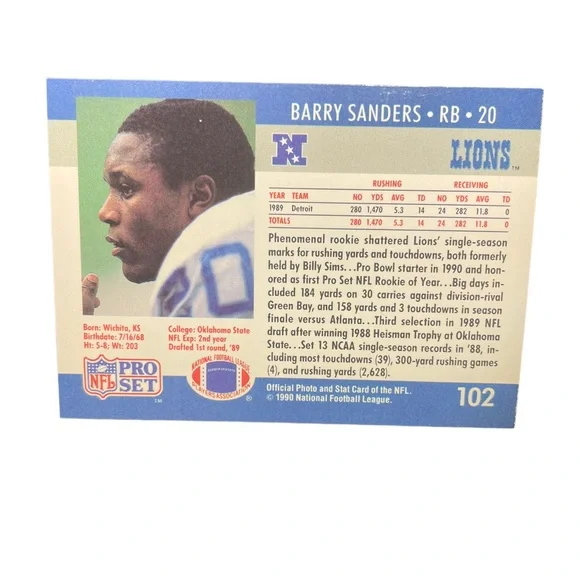 BARRY SANDERS • RB • 20
N
LIONS™
RUSHING RECEIVING
YEAR TEAM NO YDS AVG TD NO YDS AVG TD
1989 Detroit 280 1,470 5.3 14 24 282 11.8 0
TOTALS 280 1,470 5.3 14 24 282 11.8 0
Phenomenal rookie shattered Lions' single-season
marks for rushing yards and touchdowns, both formerly
held by Billy Sims...Pro Bowl starter in 1990 and hon-
ored as first Pro Set NFL Rookie of Year...Big days in-
cluded 184 yards on 30 carries against division-rival
Green Bay, and 158 yards and 3 touchdowns in season
finale versus Atlanta...Third selection in 1989 NFL
draft after winning 1988 Heisman Trophy at Oklahoma
State...Set 13 NCAA single-season records in '88, in-
cluding most touchdowns (39), 300-yard rushing games
(4), and rushing yards (2,628).
20
Born: Wichita, KS
Birthdate: 7/16/68
Ht: 5-8; Wt: 203
College: Oklahoma State
NFL Exp: 2nd year
Drafted 1st round, '89
NFL PRO SET ™
NATIONAL FOOTBALL LEAGUE
PLAYERS ASSOCIATION ®
Official Photo and Stat Card of the NFL.
© 1990 National Football League.
102